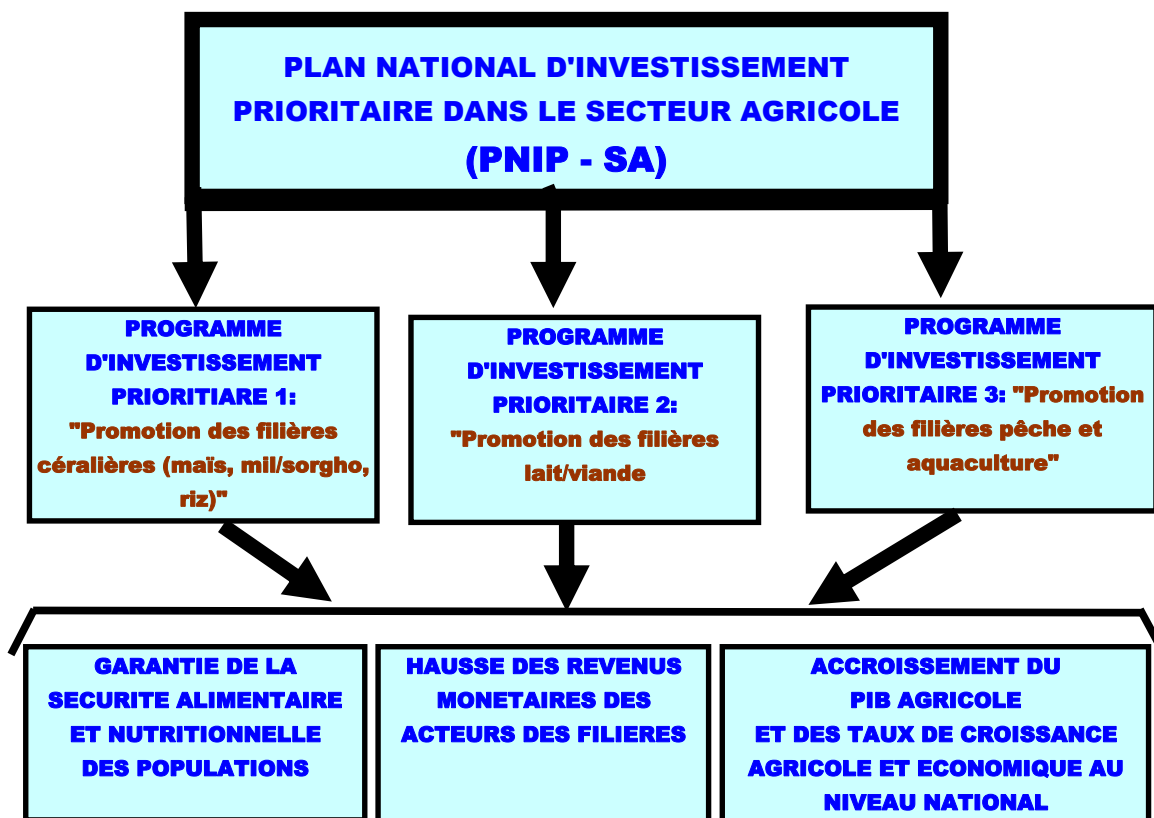 PLAN NATIONAL D'INVESTISSEMENT
PRIORITAIRE DANS LE SECTEUR AGRICOLE
(PNIP - SA)
PROGRAMME
D'INVESTISSEMENT
PRIORITIARE 1:
"Promotion des filières
céralières (maïs, mil/sorgho,
riz)"
PROGRAMME
D'INVESTISSEMENT
PRIORITAIRE 2:
"Promotion des filières
lait/viande
PROGRAMME
D'INVESTISSEMENT
PRIORITAIRE 3: "Promotion
des filières pêche et
aquaculture"
GARANTIE DE LA
SECURITE ALIMENTAIRE
ET NUTRITIONNELLE
DES POPULATIONS
HAUSSE DES REVENUS
MONETAIRES DES
ACTEURS DES FILIERES
ACCROISSEMENT DU
PIB AGRICOLE
ET DES TAUX DE CROISSANCE
AGRICOLE ET ECONOMIQUE AU
NIVEAU NATIONAL